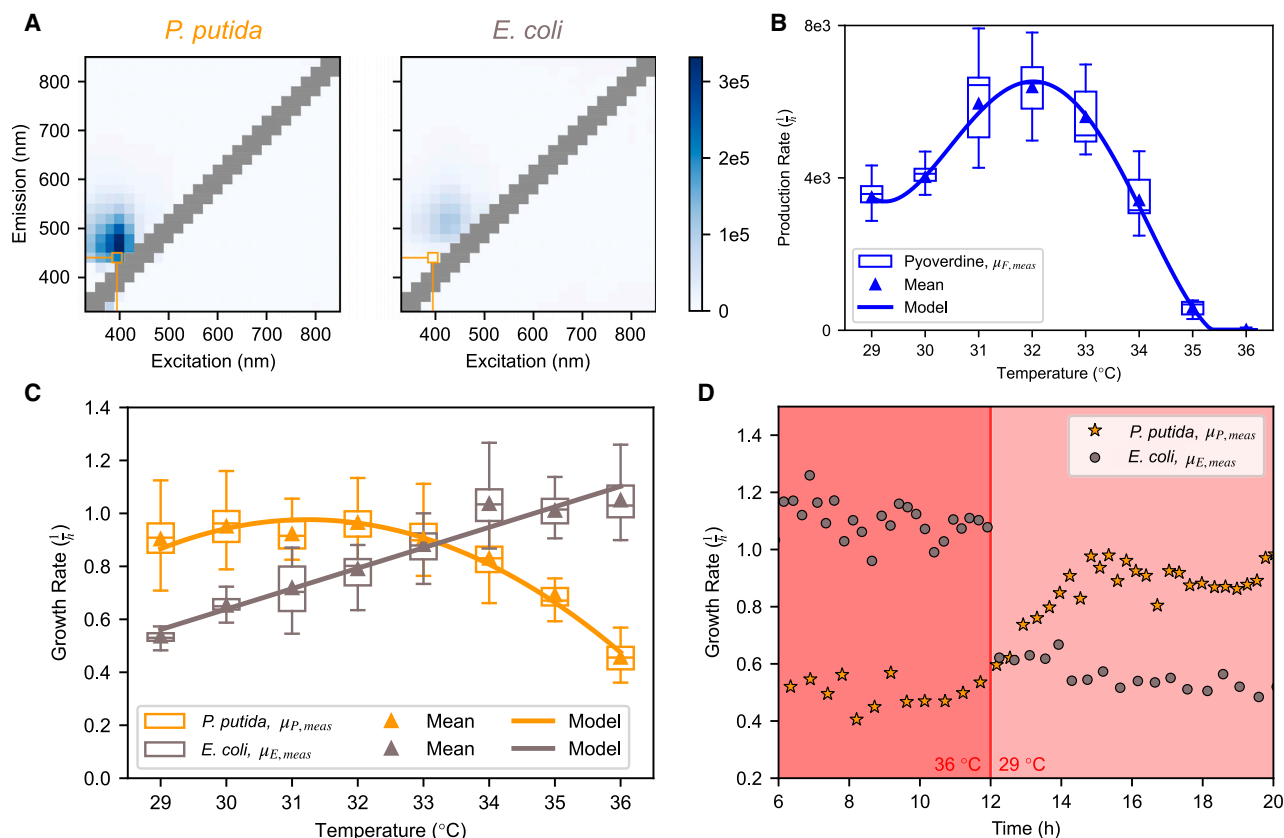 A
P. putida
E. coli
Emission (nm)
800
700
600
500
400
400 500 600 700 800
Excitation (nm)
400 500 600 700 800
Excitation (nm)
3e5
2e5
1e5
0
B
Production Rate (1/h)
8e3
4e3
0
Pyoverdine, μF,meas
Mean
Model
29 30 31 32 33 34 35 36
Temperature (°C)
C
Growth Rate (1/h)
1.4
1.2
1.0
0.8
0.6
0.4
0.2
0.0
P. putida, μP,meas Mean Model
E. coli, μE,meas Mean Model
29 30 31 32 33 34 35 36
Temperature (°C)
D
Growth Rate (1/h)
1.4
1.2
1.0
0.8
0.6
0.4
0.2
P. putida, μP,meas
E. coli, μE,meas
36 °C 29 °C
6 8 10 12 14 16 18 20
Time (h)